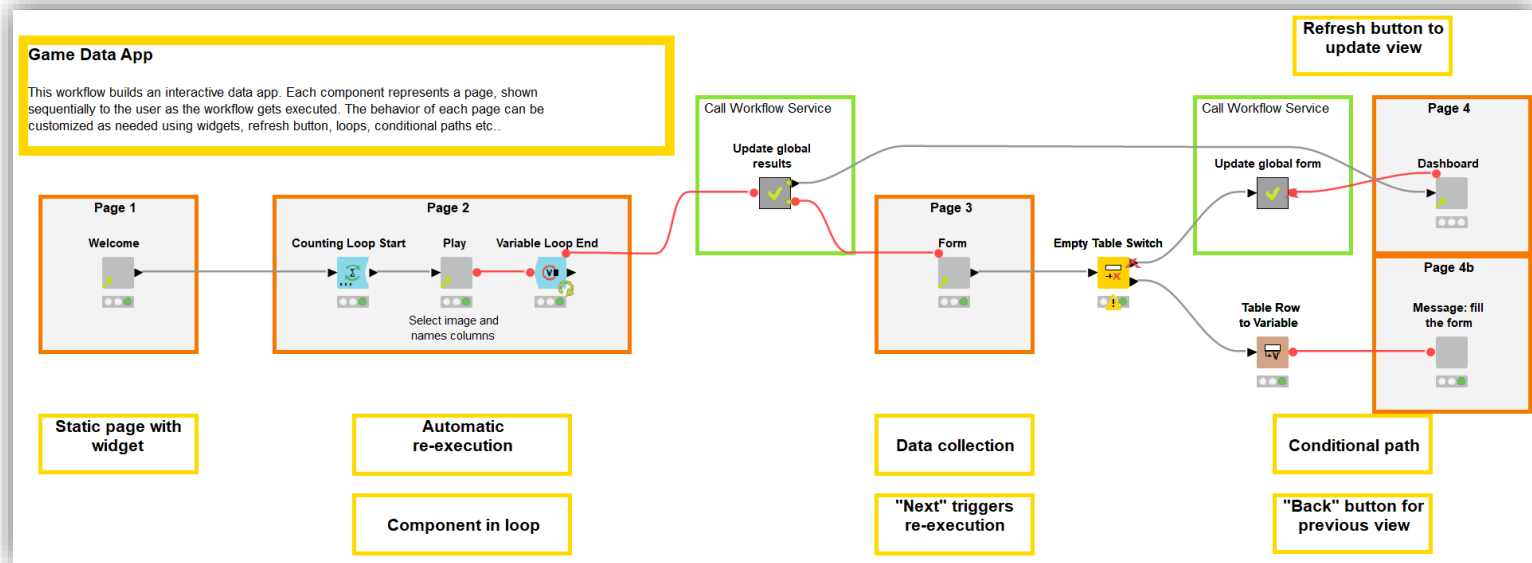 Refresh button to
update view
Game Data App
This workflow builds an interactive data app. Each component represents a page, shown
sequentially to the user as the workflow gets executed. The behavior of each page can be
customized as needed using widgets, refresh button, loops, conditional paths etc..
Call Workflow Service
Update global
results
Call Workflow Service
Update global form
Page 4
Dashboard
Page 1
Welcome
Page 2
Counting Loop Start
Play
Variable Loop End
Select image and
names columns
Page 3
Form
Empty Table Switch
Table Row
to Variable
Page 4b
Message: fill
the form
Static page with
widget
Automatic
re-execution
Data collection
Conditional path
Component in loop
"Next" triggers
re-execution
"Back" button for
previous view